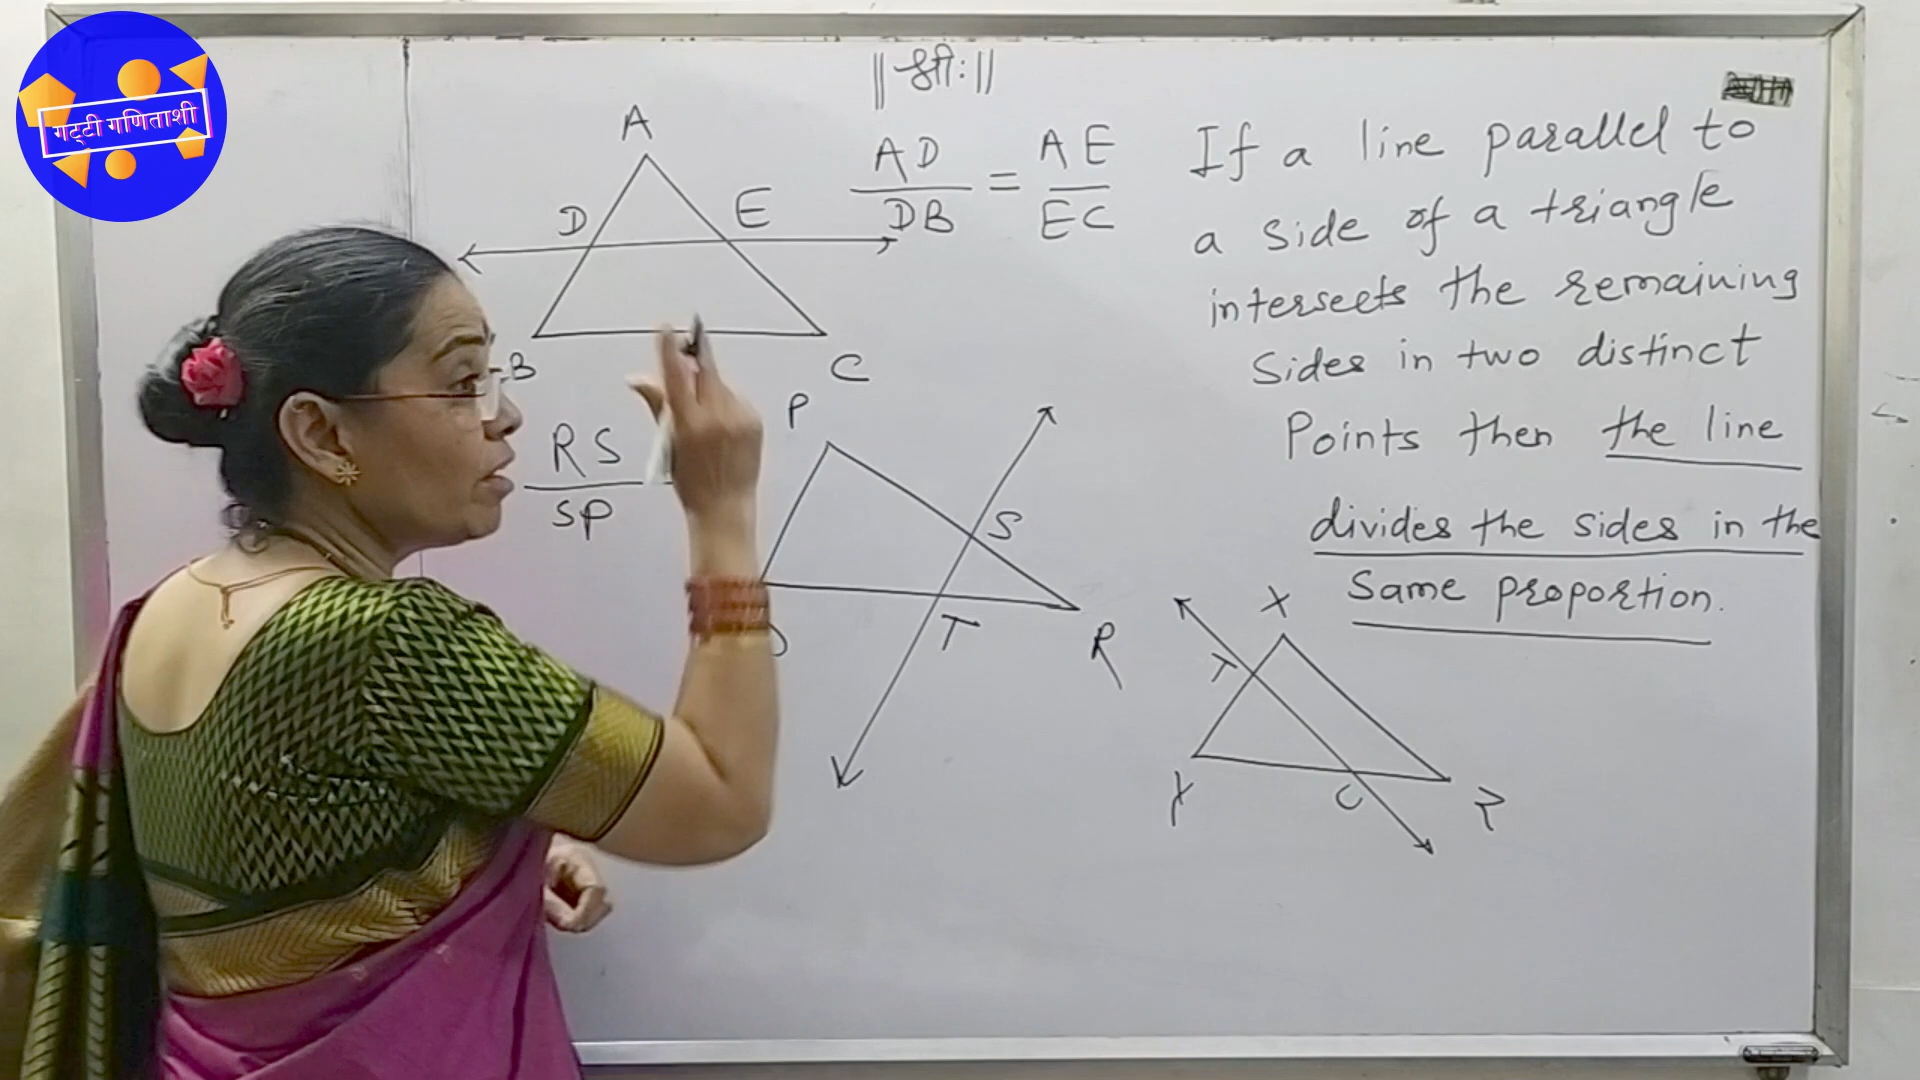 गट्टी गणिताशी
|| श्री: ||
A
D
E
B
C
AD
DB
=
AE
EC
If a line parallel to
a side of a triangle
intersects the remaining
Sides in two distinct
Points then the line
divides the sides in the
Same proportion.
RS
SP
P
S
T
R
X
T
Y
C
Z